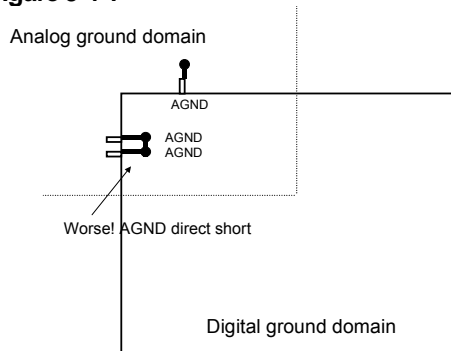 Analog ground domain
AGND
AGND
AGND
Worse! AGND direct short
Digital ground domain